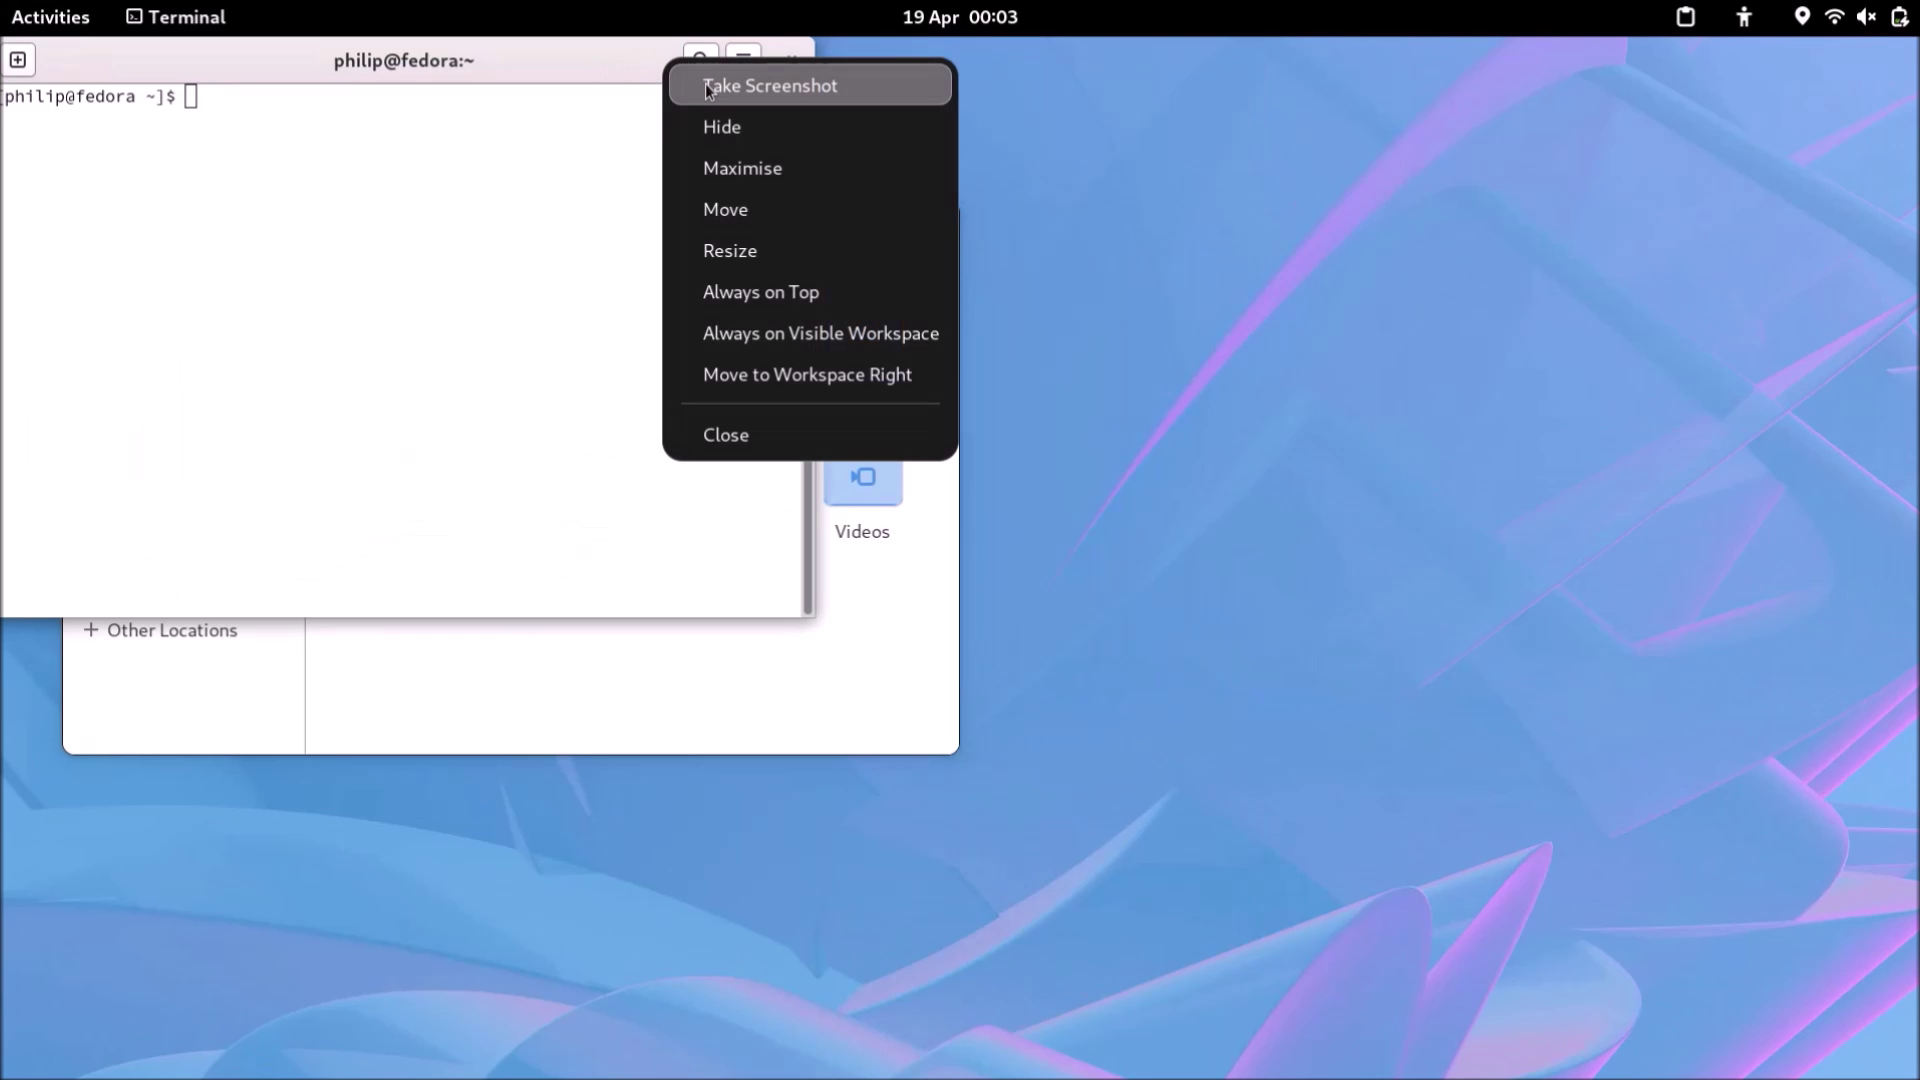 Activities Terminal 19 Apr 00:03
philip@fedora:~
[philip@fedora ~]$
Take Screenshot
Hide
Maximise
Move
Resize
Always on Top
Always on Visible Workspace
Move to Workspace Right
Close
Videos
+ Other Locations